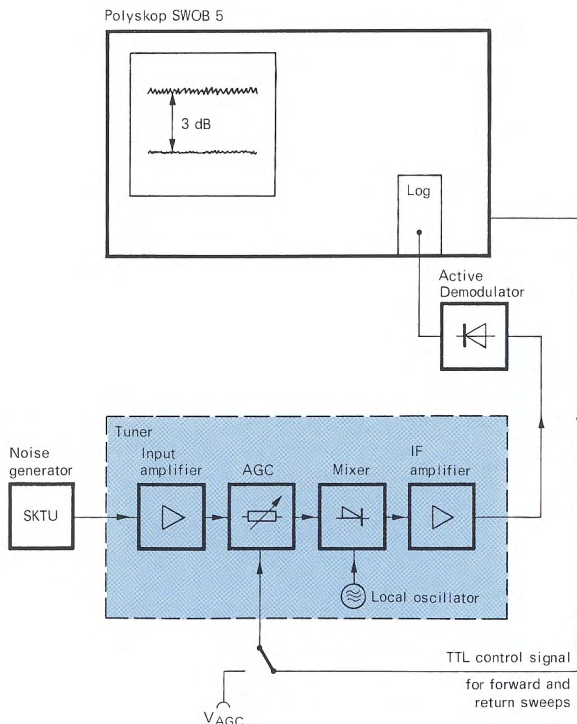 Polyskop SWOB 5
3 dB
Log
Active
Demodulator
Tuner
Noise
generator
SKTU
Input
amplifier
AGC
Mixer
IF
amplifier
Local oscillator
TTL control signal
for forward and
return sweeps
VAGC